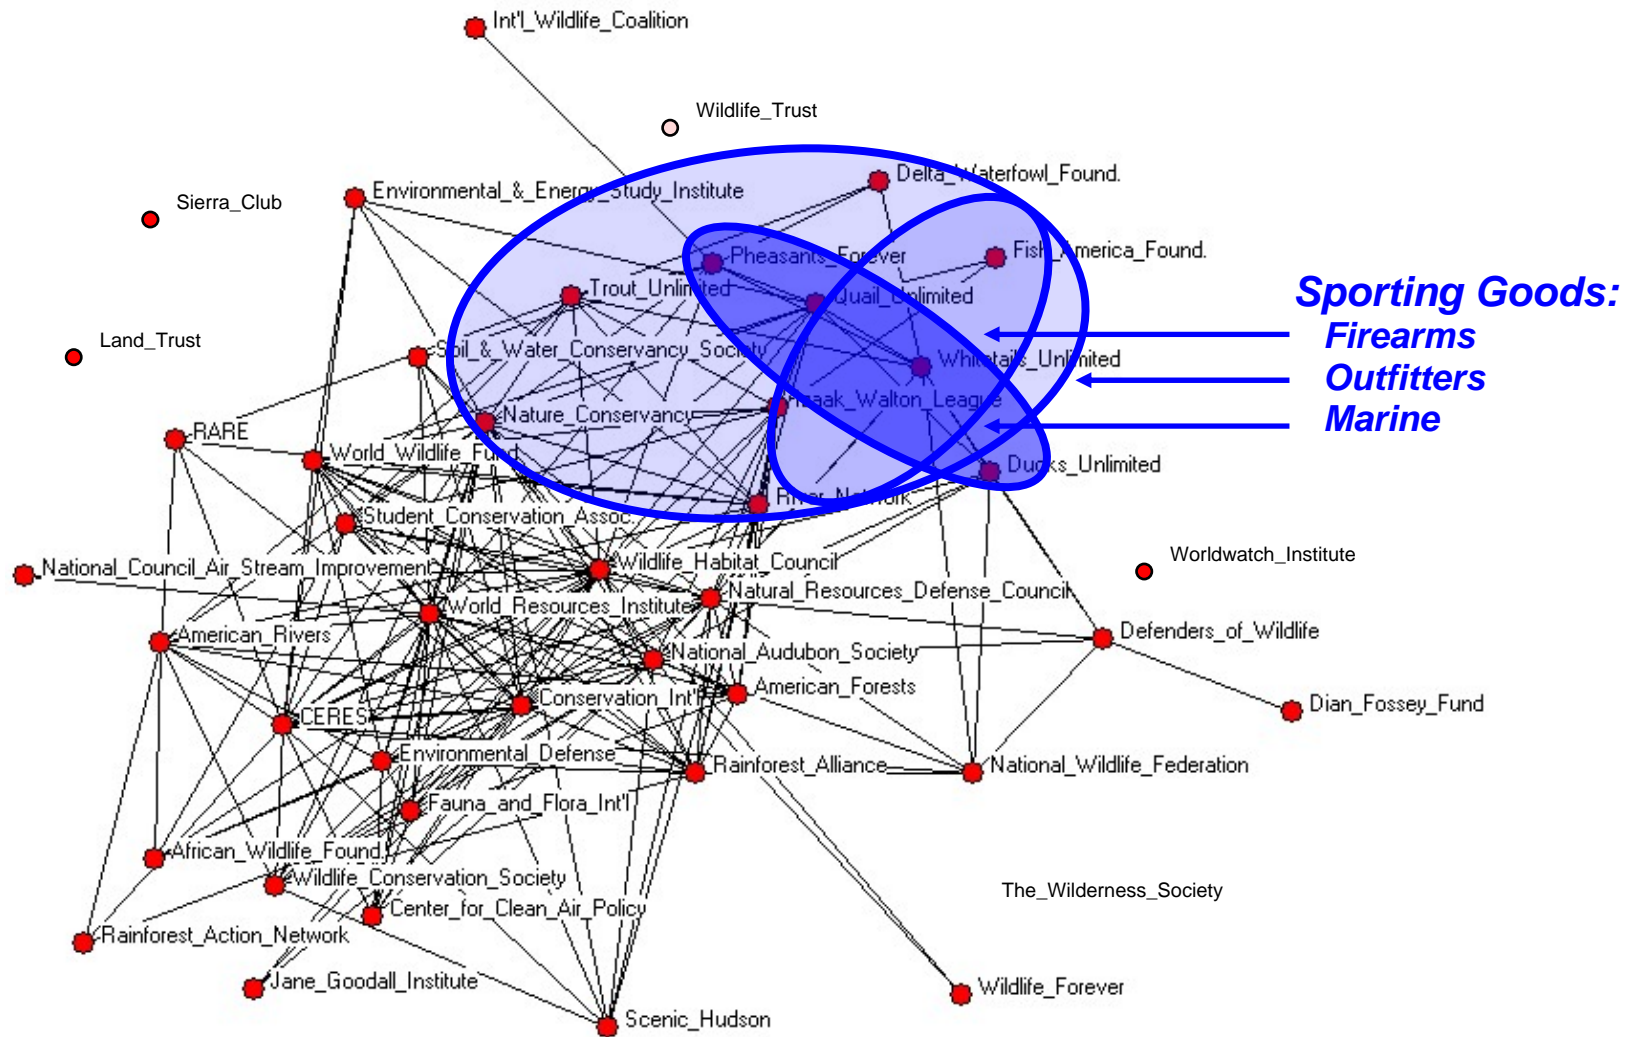 Int'l_Wildlife_Coalition
Wildlife_Trust
Delta_Waterfowl_Found.
Environmental_&_Energy_Study_Institute
Sierra_Club
Pheasants_Forever
Fish_America_Found.
Trout_Unlimited
Quail_Unlimited
Sporting Goods:
Firearms
Land_Trust
Soil_&_Water_Conservancy_Society
Whitetails_Unlimited
Outfitters
Izaak_Walton_League
Nature_Conservancy
Marine
RARE
World_Wildlife_Fund
Ducks_Unlimited
River_Network
Student_Conservation_Assoc.
Worldwatch_Institute
National_Council_Air_Stream_Improvement
Wildlife_Habitat_Council
Natural_Resources_Defense_Council
World_Resources_Institute
American_Rivers
Defenders_of_Wildlife
National_Audubon_Society
American_Forests
Conservation_Int'l
Dian_Fossey_Fund
CERES
Environmental_Defense
Rainforest_Alliance
National_Wildlife_Federation
Fauna_and_Flora_Int'l
African_Wildlife_Found.
Wildlife_Conservation_Society
The_Wilderness_Society
Center_for_Clean_Air_Policy
Rainforest_Action_Network
Jane_Goodall_Institute
Wildlife_Forever
Scenic_Hudson